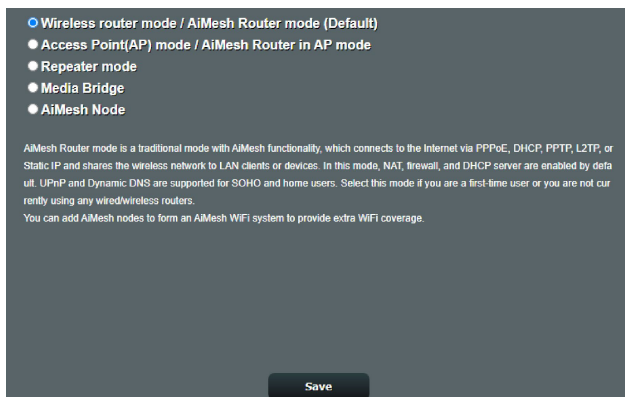 Wireless router mode / AiMesh Router mode (Default)
Access Point(AP) mode / AiMesh Router in AP mode
Repeater mode
Media Bridge
AiMesh Node
AiMesh Router mode is a traditional mode with AiMesh functionality, which connects to the Internet via PPPoE, DHCP, PPTP, L2TP, or
Static IP and shares the wireless network to LAN clients or devices. In this mode, NAT, firewall, and DHCP server are enabled by defa
ult. UPnP and Dynamic DNS are supported for SOHO and home users. Select this mode if you are a first-time user or you are not cur
rently using any wired/wireless routers.
You can add AiMesh nodes to form an AiMesh WiFi system to provide extra WiFi coverage.
Save